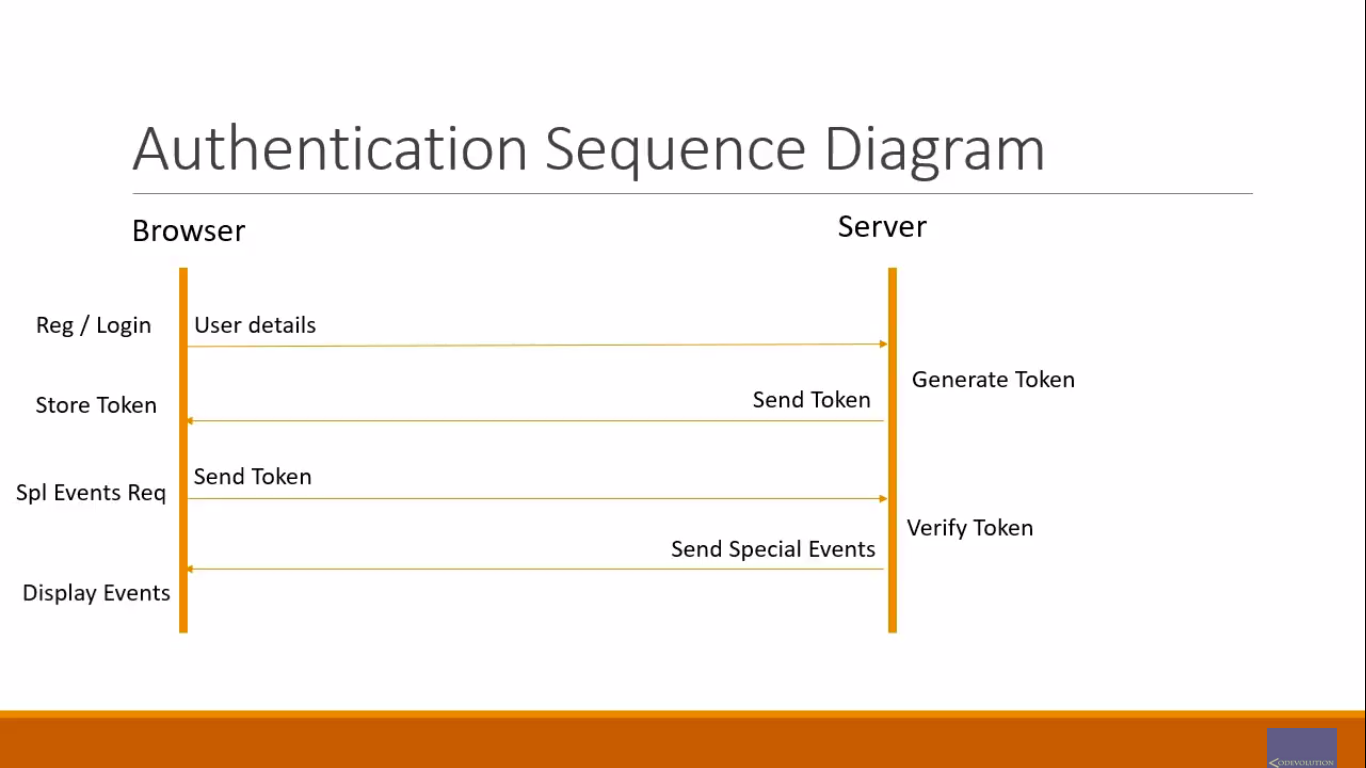 Authentication Sequence Diagram
Browser
Server
Reg / Login
User details
Generate Token
Send Token
Store Token
Send Token
Spl Events Req
Verify Token
Send Special Events
Display Events
CODEVOLUTION